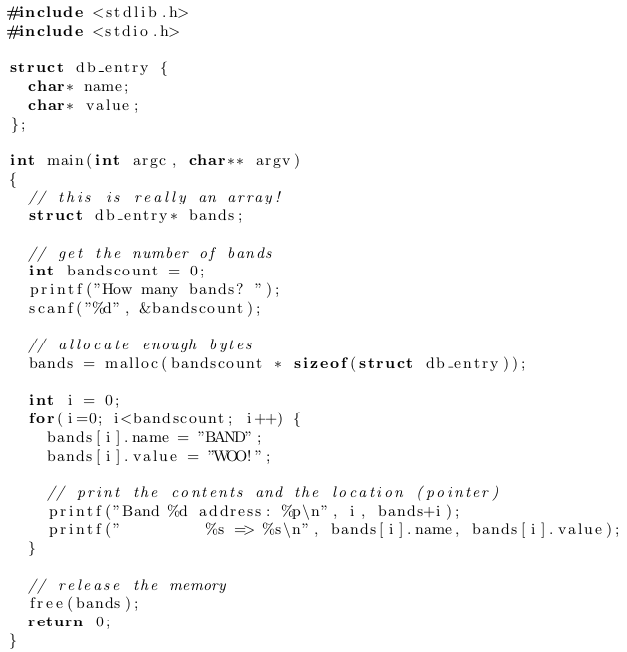 #include <stdlib.h>
#include <stdio.h>

struct db_entry {
  char* name;
  char* value;
};

int main(int argc, char** argv)
{
  // this is really an array!
  struct db_entry* bands;

  // get the number of bands
  int bandscount = 0;
  printf("How many bands? ");
  scanf("%d", &bandscount);

  // allocate enough bytes
  bands = malloc(bandscount * sizeof(struct db_entry));

  int i = 0;
  for(i=0; i<bandscount; i++) {
    bands[i].name = "BAND";
    bands[i].value = "WOO!";

    // print the contents and the location (pointer)
    printf("Band %d address: %p\n", i, bands+i);
    printf("         %s => %s\n", bands[i].name, bands[i].value);
  }

  // release the memory
  free(bands);
  return 0;
}